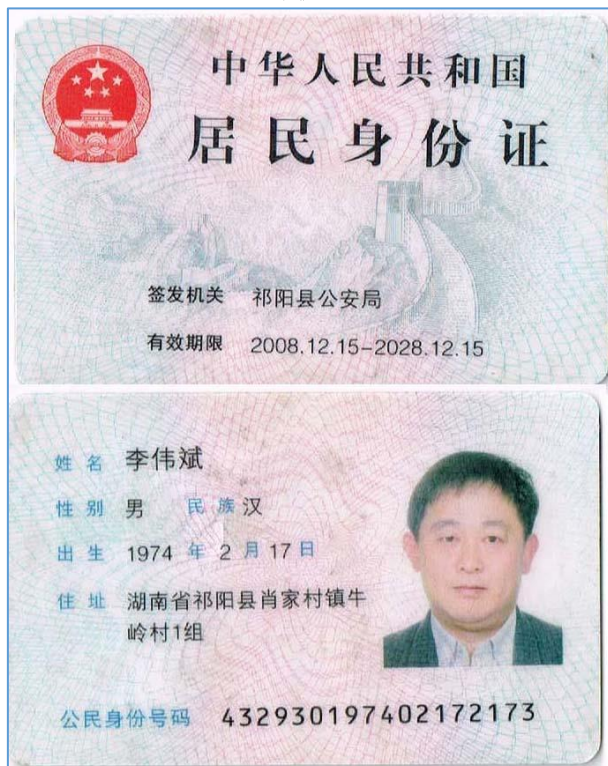 中华人民共和国
居民身份证
签发机关 祁阳县公安局
有效期限 2008.12.15-2028.12.15
姓名 李伟斌
性别 男 民族 汉
出生 1974 年 2 月 17 日
住址 湖南省祁阳县肖家村镇牛
岭村1组
公民身份号码 432930197402172173